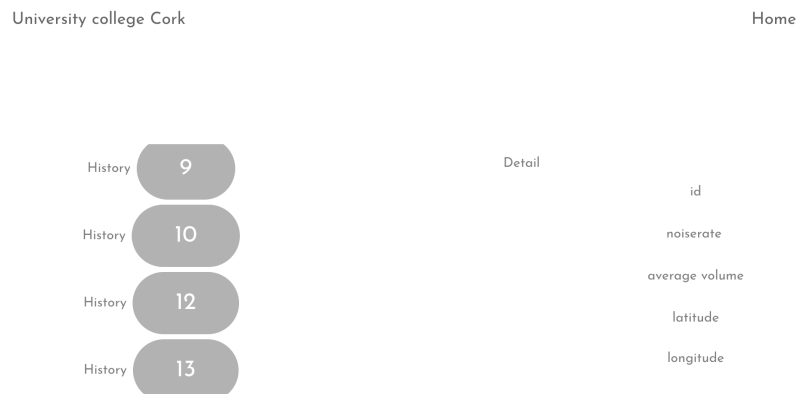 University college Cork
Home
History 9
History 10
History 12
History 13
Detail
id
noiserate
average volume
latitude
longitude